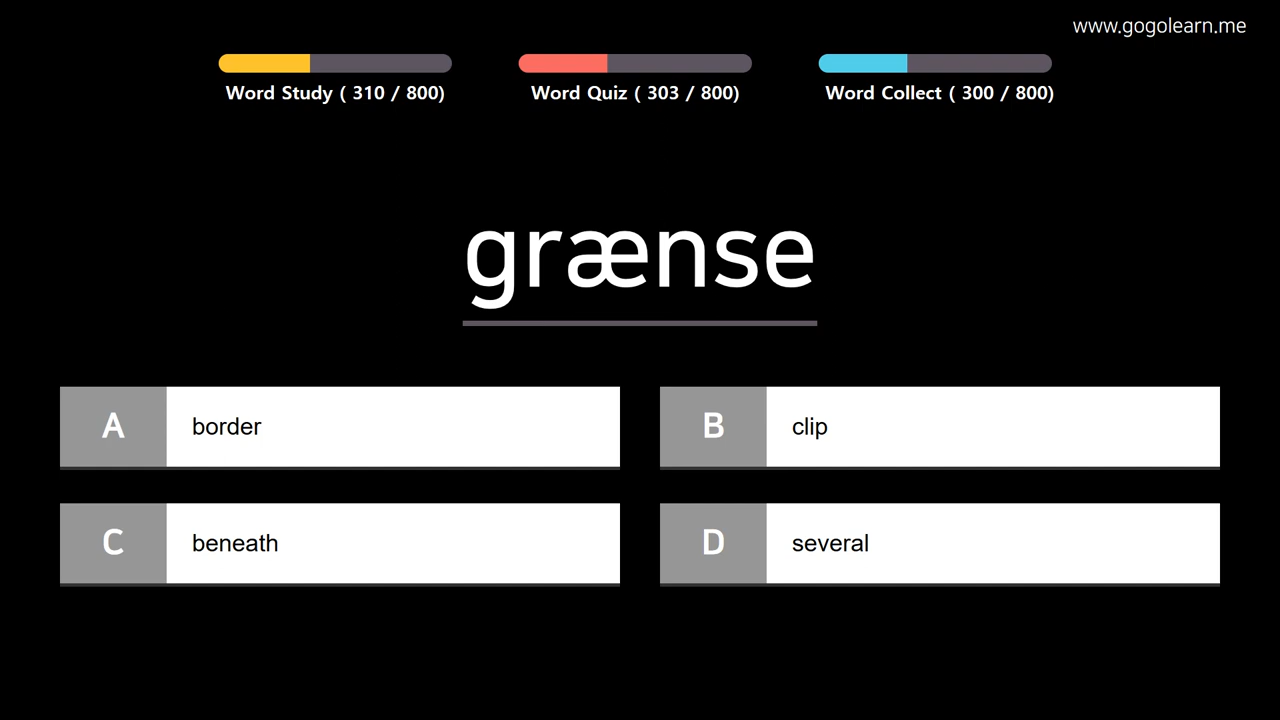 www.gogolearn.me
Word Study ( 310 / 800)
Word Quiz ( 303 / 800)
Word Collect ( 300 / 800)
grænse
A border
B clip
C beneath
D several